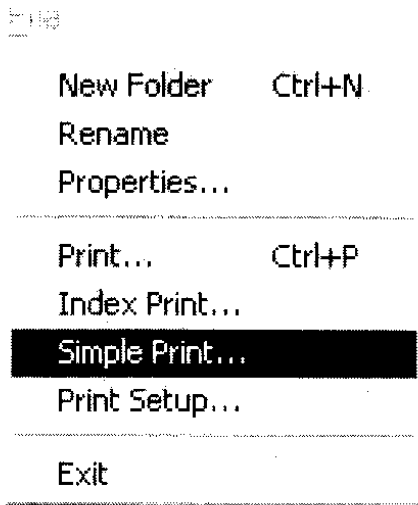 New Folder Ctrl+N
Rename
Properties...
Print... Ctrl+P
Index Print...
Simple Print...
Print Setup...
Exit